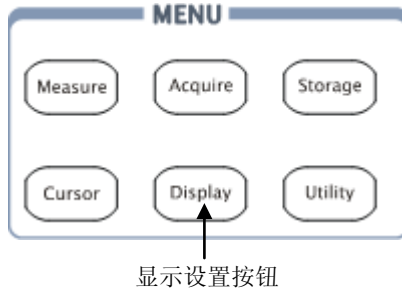 MENU
Measure Acquire Storage
Cursor Display Utility
显示设置按钮